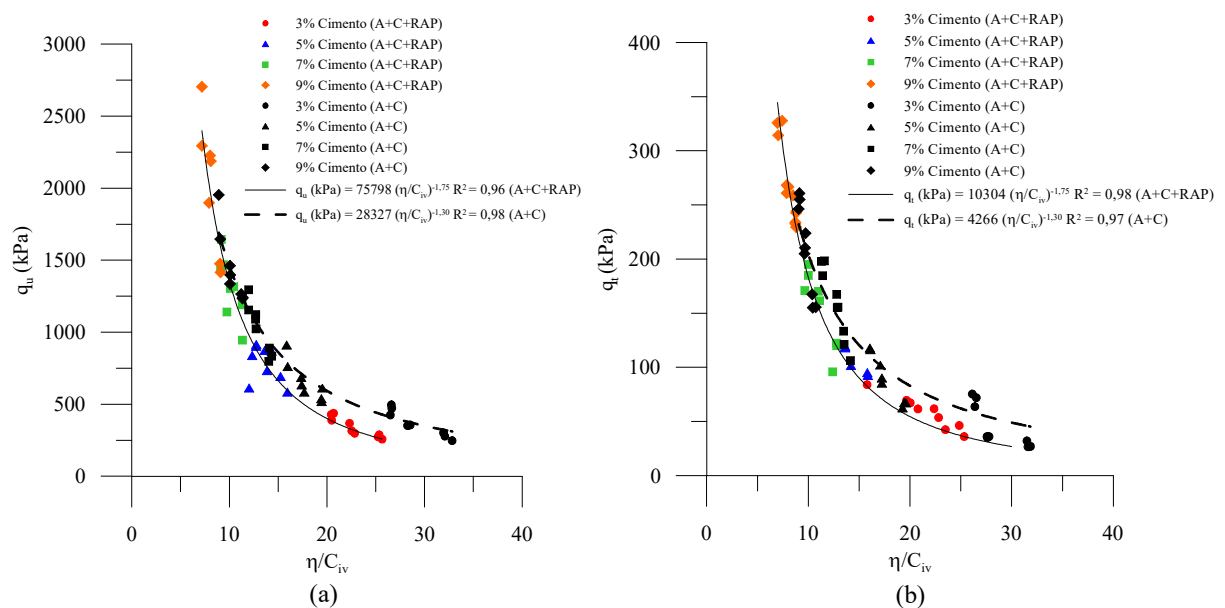 3% Cimento (A+C+RAP)
5% Cimento (A+C+RAP)
7% Cimento (A+C+RAP)
9% Cimento (A+C+RAP)
3% Cimento (A+C)
5% Cimento (A+C)
7% Cimento (A+C)
9% Cimento (A+C)
qᵤ (kPa) = 75798 (η/Cᵢᵥ)⁻¹,⁷⁵ R² = 0,96 (A+C+RAP)
qᵤ (kPa) = 28327 (η/Cᵢᵥ)⁻¹,³⁰ R² = 0,98 (A+C)
3000
2500
2000
1500
1000
500
0
qᵤ (kPa)
0 10 20 30 40
η/Cᵢᵥ
(a)
3% Cimento (A+C+RAP)
5% Cimento (A+C+RAP)
7% Cimento (A+C+RAP)
9% Cimento (A+C+RAP)
3% Cimento (A+C)
5% Cimento (A+C)
7% Cimento (A+C)
9% Cimento (A+C)
qₜ (kPa) = 10304 (η/Cᵢᵥ)⁻¹,⁷⁵ R² = 0,98 (A+C+RAP)
qₜ (kPa) = 4266 (η/Cᵢᵥ)⁻¹,³⁰ R² = 0,97 (A+C)
400
300
200
100
0
qₜ (kPa)
0 10 20 30 40
η/Cᵢᵥ
(b)